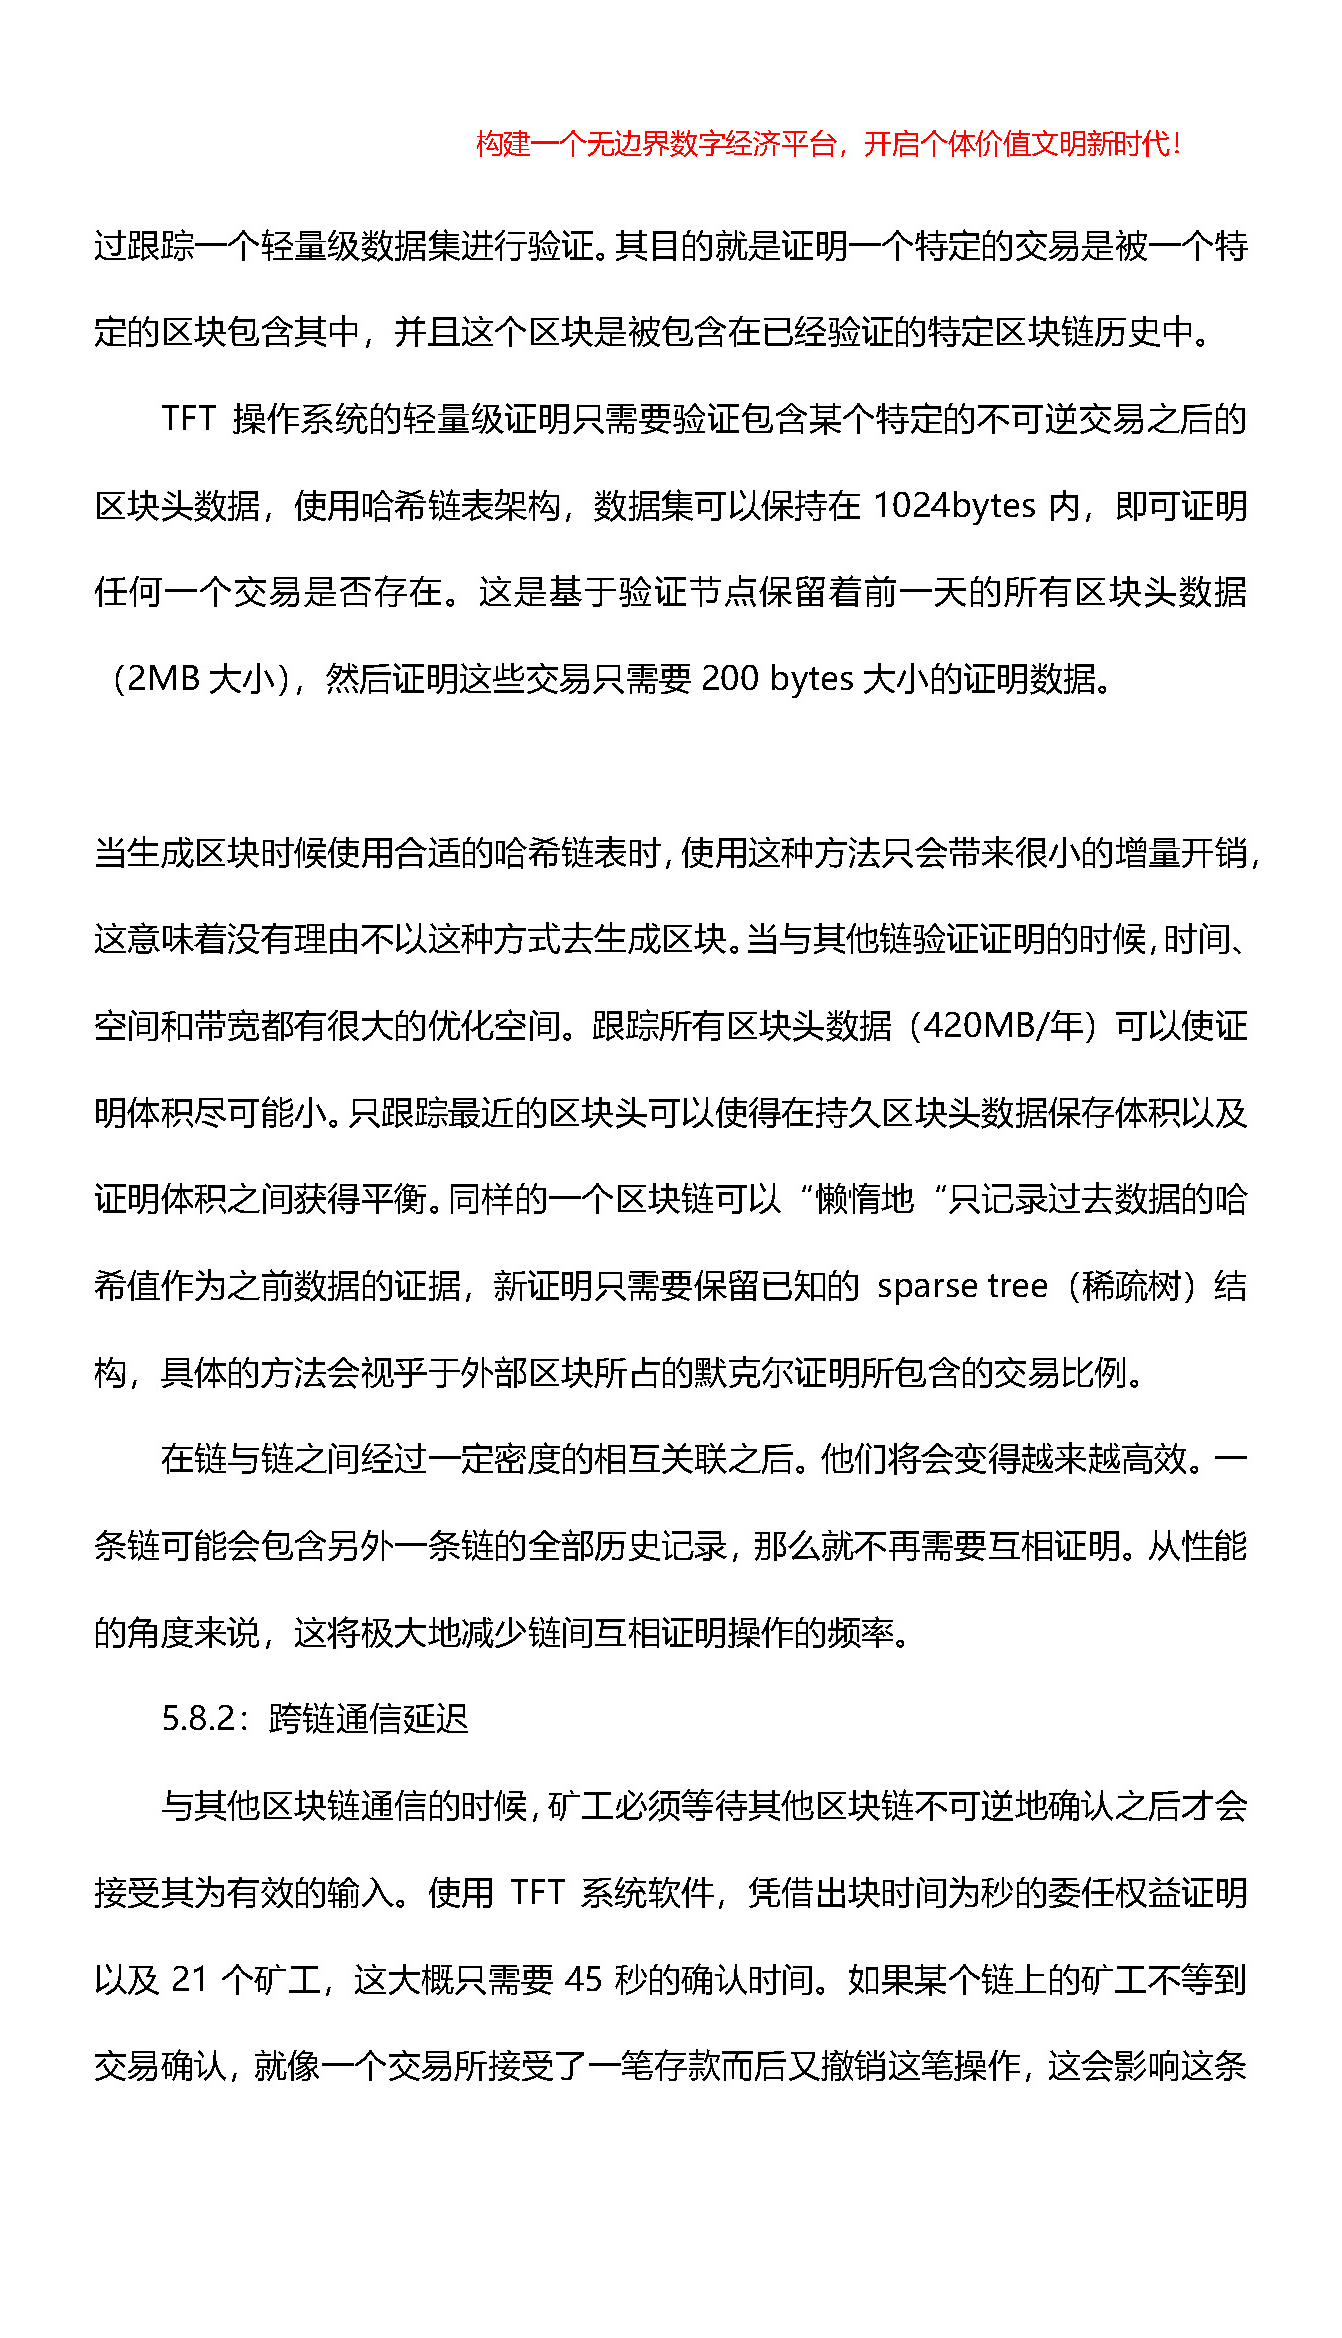 构建一个无边界数字经济平台，开启个体价值文明新时代！
过跟踪一个轻量级数据集进行验证。其目的就是证明一个特定的交易是被一个特
定的区块包含其中，并且这个区块是被包含在已经验证的特定区块链历史中。
TFT 操作系统的轻量级证明只需要验证包含某个特定的不可逆交易之后的
区块头数据，使用哈希链表架构，数据集可以保持在 1024bytes 内，即可证明
任何一个交易是否存在。这是基于验证节点保留着前一天的所有区块头数据
（2MB 大小），然后证明这些交易只需要 200 bytes 大小的证明数据。
当生成区块时候使用合适的哈希链表时，使用这种方法只会带来很小的增量开销，
这意味着没有理由不以这种方式去生成区块。当与其他链验证证明的时候，时间、
空间和带宽都有很大的优化空间。跟踪所有区块头数据（420MB/年）可以使证
明体积尽可能小。只跟踪最近的区块头可以使得在持久区块头数据保存体积以及
证明体积之间获得平衡。同样的一个区块链可以“懒惰地“只记录过去数据的哈
希值作为之前数据的证据，新证明只需要保留已知的 sparse tree（稀疏树）结
构，具体的方法会视乎于外部区块所占的默克尔证明所包含的交易比例。
在链与链之间经过一定密度的相互关联之后。他们将会变得越来越高效。一
条链可能会包含另外一条链的全部历史记录，那么就不再需要互相证明。从性能
的角度来说，这将极大地减少链间互相证明操作的频率。
5.8.2：跨链通信延迟
与其他区块链通信的时候，矿工必须等待其他区块链不可逆地确认之后才会
接受其为有效的输入。使用 TFT 系统软件，凭借出块时间为秒的委任权益证明
以及 21 个矿工，这大概只需要 45 秒的确认时间。如果某个链上的矿工不等到
交易确认，就像一个交易所接受了一笔存款而后又撤销这笔操作，这会影响这条